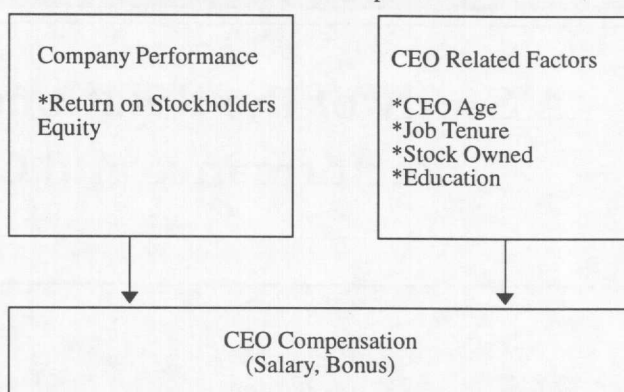 Company Performance
*Return on Stockholders
Equity
CEO Related Factors
*CEO Age
*Job Tenure
*Stock Owned
*Education
CEO Compensation
(Salary, Bonus)